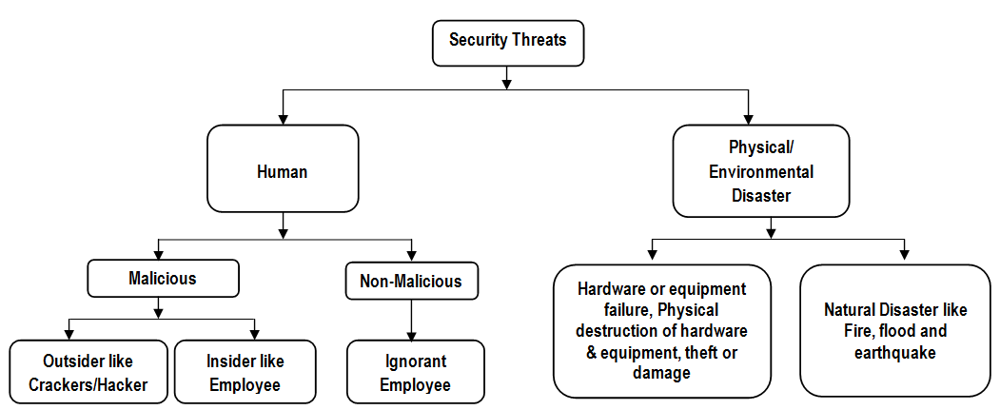 Security Threats
Human
Physical/
Environmental
Disaster
Malicious
Non-Malicious
Hardware or equipment
failure, Physical
destruction of hardware
& equipment, theft or
damage
Natural Disaster like
Fire, flood and
earthquake
Outsider like
Crackers/Hacker
Insider like
Employee
Ignorant
Employee